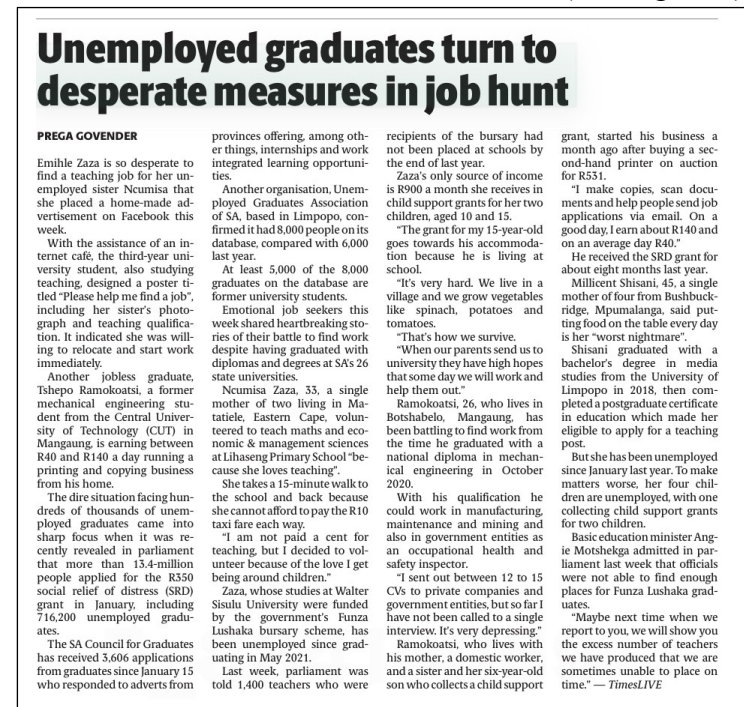 Unemployed graduates turn to
desperate measures in job hunt
PREGA GOVENDER
Emihle Zaza is so desperate to
find a teaching job for her un-
employed sister Ncumisa that
she placed a home-made ad-
vertisement on Facebook this
week.
With the assistance of an in-
ternet café, the third-year uni-
versity student, also studying
teaching, designed a poster ti-
tled “Please help me find a job”,
including her sister's photo-
graph and teaching qualifica-
tion. It indicated she was will-
ing to relocate and start work
immediately.
Another jobless graduate,
Tshepo Ramokoatsi, a former
mechanical engineering stu-
dent from the Central Univer-
sity of Technology (CUT) in
Mangaung, is earning between
R40 and R140 a day running a
printing and copying business
from his home.
The dire situation facing hun-
dreds of thousands of unem-
ployed graduates came into
sharp focus when it was re-
cently revealed in parliament
that more than 13.4-million
people applied for the R350
social relief of distress (SRD)
grant in January, including
716,200 unemployed gradu-
ates.
The SA Council for Graduates
has received 3,606 applications
from graduates since January 15
who responded to adverts from
provinces offering, among oth-
er things, internships and work
integrated learning opportuni-
ties.
Another organisation, Unem-
ployed Graduates Association
of SA, based in Limpopo, con-
firmed it had 8,000 people on its
database, compared with 6,000
last year.
At least 5,000 of the 8,000
graduates on the database are
former university students.
Emotional job seekers this
week shared heartbreaking sto-
ries of their battle to find work
despite having graduated with
diplomas and degrees at SA's 26
state universities.
Ncumisa Zaza, 33, a single
mother of two living in Ma-
tatiele, Eastern Cape, volun-
teered to teach maths and eco-
nomic & management sciences
at Lihaseng Primary School “be-
cause she loves teaching”.
She takes a 15-minute walk to
the school and back because
she cannot afford to pay the R10
taxi fare each way.
“I am not paid a cent for
teaching, but I decided to vol-
unteer because of the love I get
being around children.”
Zaza, whose studies at Walter
Sisulu University were funded
by the government's Funza
Lushaka bursary scheme, has
been unemployed since grad-
uating in May 2021.
Last week, parliament was
told 1,400 teachers who were
recipients of the bursary had
not been placed at schools by
the end of last year.
Zaza's only source of income
is R900 a month she receives in
child support grants for her two
children, aged 10 and 15.
“The grant for my 15-year-old
goes towards his accommoda-
tion because he is living at
school.
“It's very hard. We live in a
village and we grow vegetables
like spinach, potatoes and
tomatoes.
“That's how we survive.
“When our parents send us to
university they have high hopes
that some day we will work and
help them out.”
Ramokoatsi, 26, who lives in
Botshabelo, Mangaung, has
been battling to find work from
the time he graduated with a
national diploma in mechan-
ical engineering in October
2020.
With his qualification he
could work in manufacturing,
maintenance and mining and
also in government entities as
an occupational health and
safety inspector.
“I sent out between 12 to 15
CVs to private companies and
government entities, but so far I
have not been called to a single
interview. It's very depressing.”
Ramokoatsi, who lives with
his mother, a domestic worker,
and a sister and her six-year-old
son who collects a child support
grant, started his business a
month ago after buying a sec-
ond-hand printer on auction
for R531.
“I make copies, scan docu-
ments and help people send job
applications via email. On a
good day, I earn about R140 and
on an average day R40.”
He received the SRD grant for
about eight months last year.
Millicent Shisani, 45, a single
mother of four from Bushbuck-
ridge, Mpumalanga, said put-
ting food on the table every day
is her “worst nightmare”.
Shisani graduated with a
bachelor's degree in media
studies from the University of
Limpopo in 2018, then com-
pleted a postgraduate certificate
in education which made her
eligible to apply for a teaching
post.
But she has been unemployed
since January last year. To make
matters worse, her four chil-
dren are unemployed, with one
collecting child support grants
for two children.
Basic education minister Ang-
ie Motshekga admitted in par-
liament last week that officials
were not able to find enough
places for Funza Lushaka grad-
uates.
“Maybe next time when we
report to you, we will show you
the excess number of teachers
we have produced that we are
sometimes unable to place on
time.” — TimesLIVE